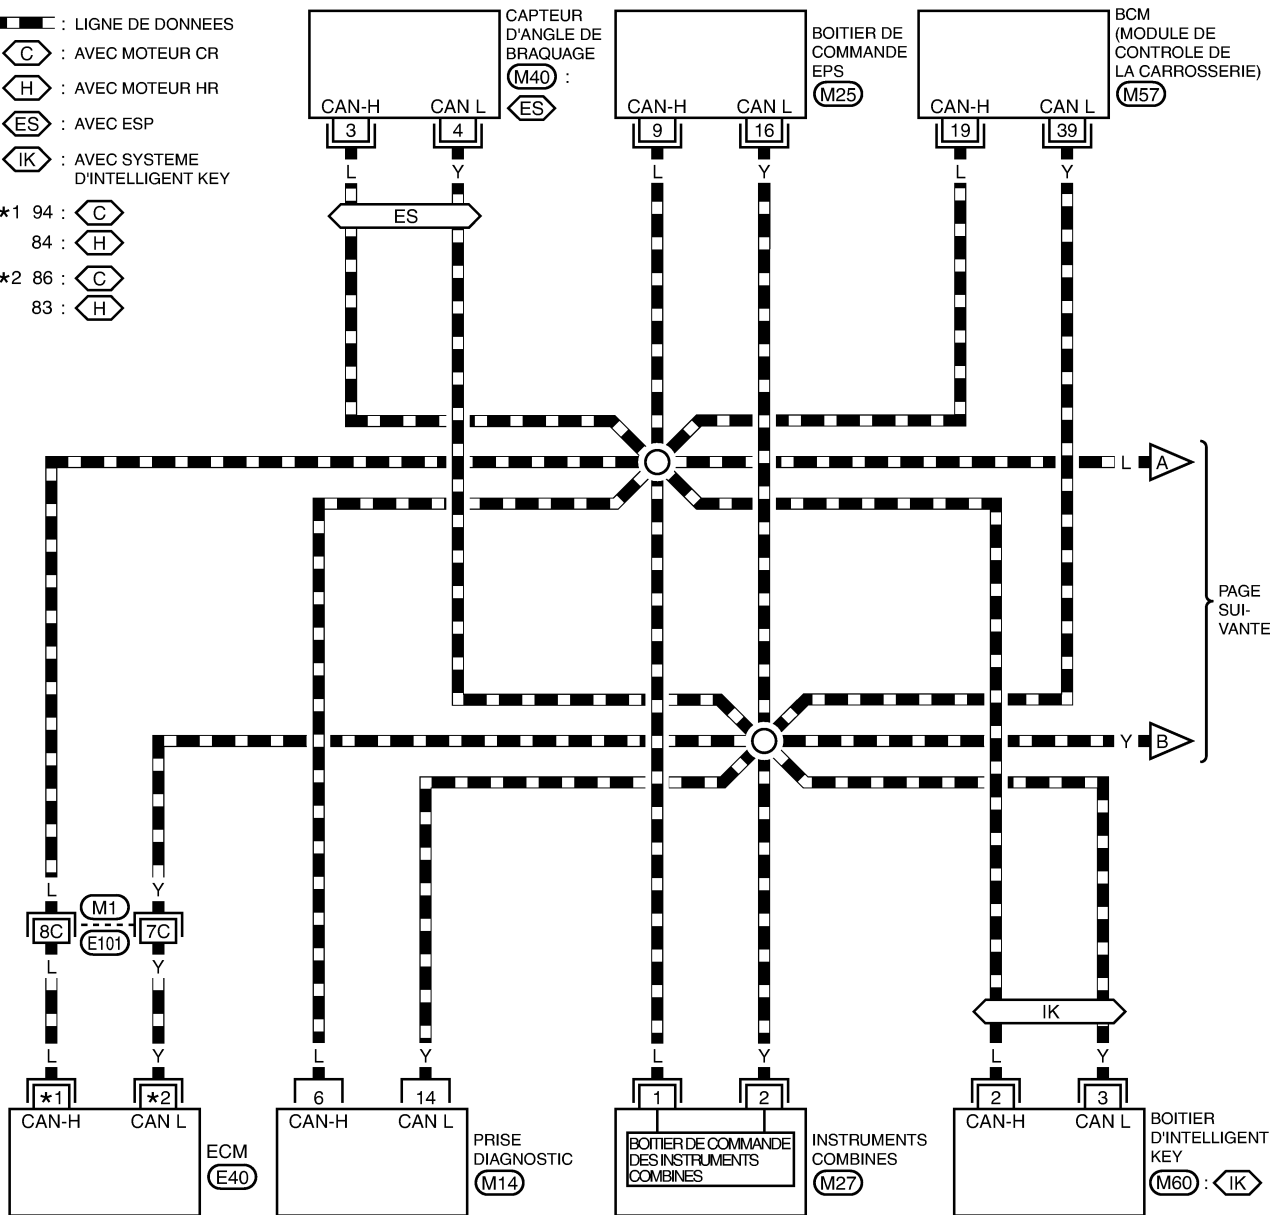 : LIGNE DE DONNEES
C : AVEC MOTEUR CR
H : AVEC MOTEUR HR
ES : AVEC ESP
IK : AVEC SYSTEME
D'INTELLIGENT KEY
*1 94 : C
84 : H
*2 86 : C
83 : H
CAPTEUR
D'ANGLE DE
BRAQUAGE
M40 :
ES
CAN-H CAN L
3 4
L Y
ES
BOITIER DE
COMMANDE
EPS
M25
CAN-H CAN L
9 16
L Y
BCM
(MODULE DE
CONTROLE DE
LA CARROSSERIE)
M57
CAN-H CAN L
19 39
L Y
L A
PAGE
SUI-
VANTE
Y B
L Y
M1
8C 7C
E101
L Y
L Y
*1 *2
CAN-H CAN L
ECM
E40
L Y
6 14
CAN-H CAN L
PRISE
DIAGNOSTIC
M14
L Y
1 2
BOITIER DE COMMANDE
DES INSTRUMENTS
COMBINES
INSTRUMENTS
COMBINES
M27
IK
L Y
2 3
CAN-H CAN L
BOITIER
D'INTELLIGENT
KEY
M60 : IK